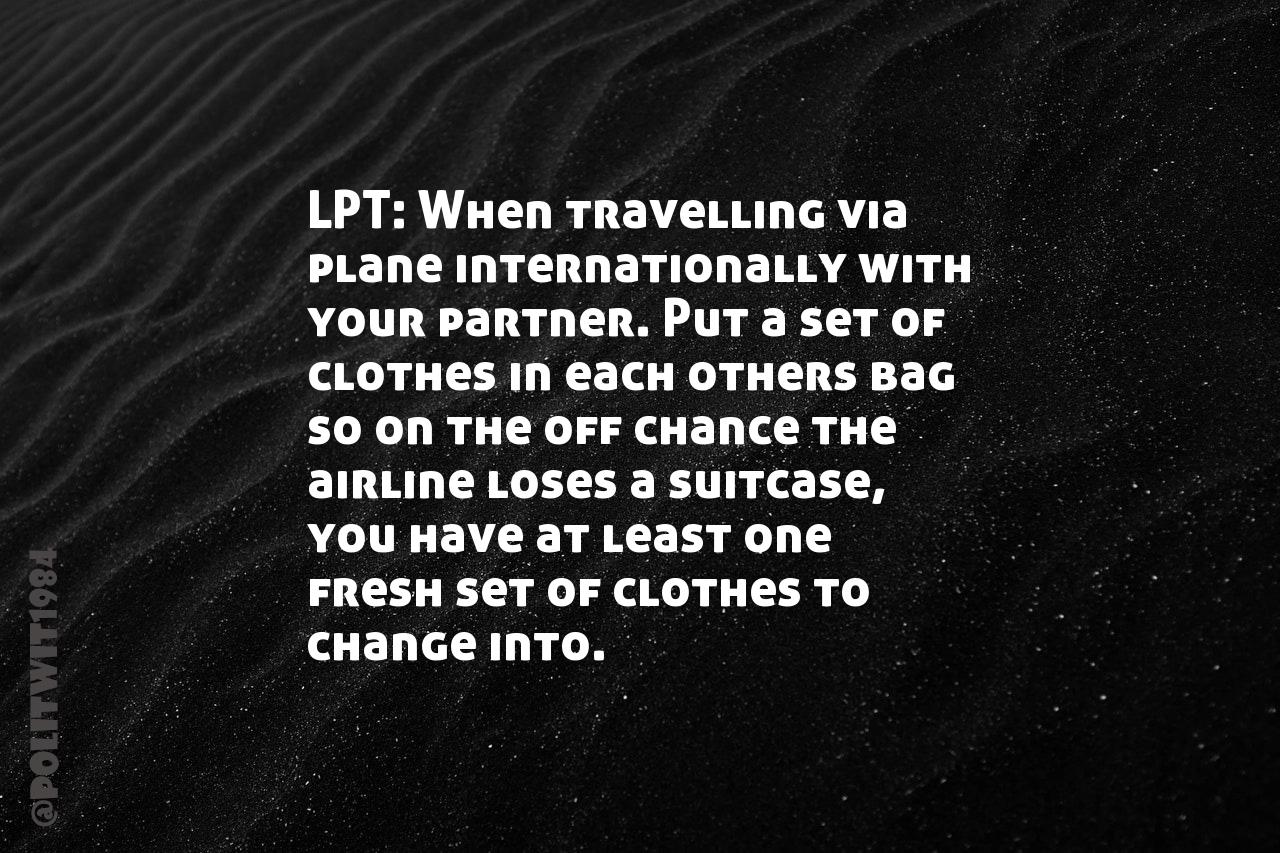 LPT: When travelling via
plane internationally with
your partner. Put a set of
clothes in each others bag
so on the off chance the
airline loses a suitcase,
you have at least one
fresh set of clothes to
change into.
@politwit1984